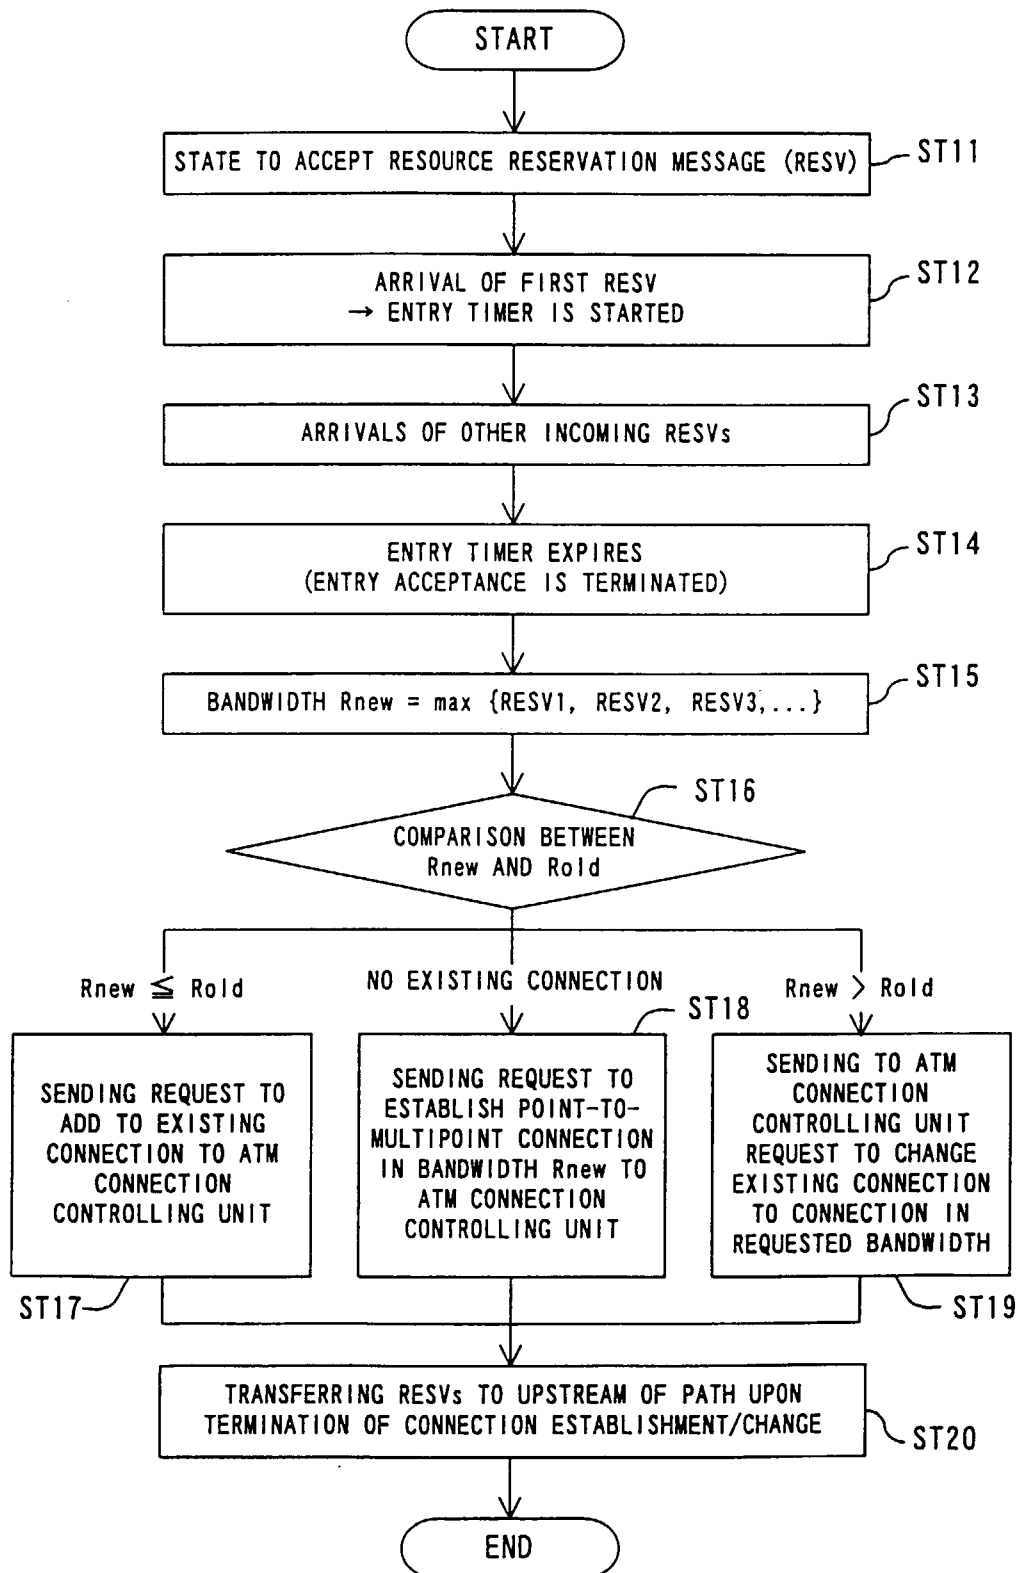 START
STATE TO ACCEPT RESOURCE RESERVATION MESSAGE (RESV)
ST11
ARRIVAL OF FIRST RESV
→ ENTRY TIMER IS STARTED
ST12
ARRIVALS OF OTHER INCOMING RESVs
ST13
ENTRY TIMER EXPIRES
(ENTRY ACCEPTANCE IS TERMINATED)
ST14
BANDWIDTH Rnew = max {RESV1, RESV2, RESV3,...}
ST15
COMPARISON BETWEEN
Rnew AND Rold
ST16
Rnew ≦ Rold
NO EXISTING CONNECTION
Rnew > Rold
SENDING REQUEST TO
ADD TO EXISTING
CONNECTION TO ATM
CONNECTION
CONTROLLING UNIT
ST17
ST18
SENDING REQUEST TO
ESTABLISH POINT-TO-
MULTIPOINT CONNECTION
IN BANDWIDTH Rnew TO
ATM CONNECTION
CONTROLLING UNIT
SENDING TO ATM
CONNECTION
CONTROLLING UNIT
REQUEST TO CHANGE
EXISTING CONNECTION
TO CONNECTION IN
REQUESTED BANDWIDTH
ST19
TRANSFERRING RESVs TO UPSTREAM OF PATH UPON
TERMINATION OF CONNECTION ESTABLISHMENT/CHANGE
ST20
END